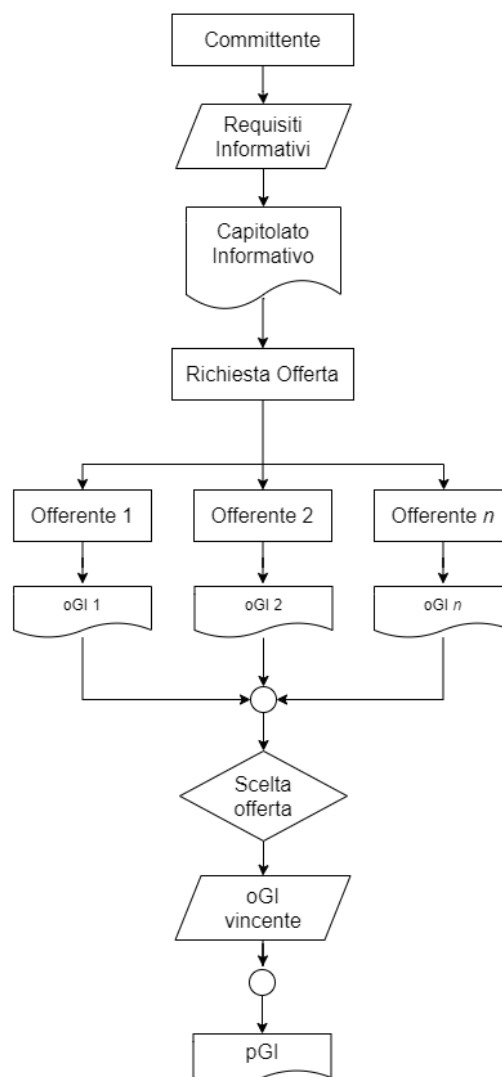 Committente
Requisiti
Informativi
Capitolato
Informativo
Richiesta Offerta
Offerente 1
Offerente 2
Offerente n
oGI 1
oGI 2
oGI n
Scelta
offerta
oGI
vincente
pGI